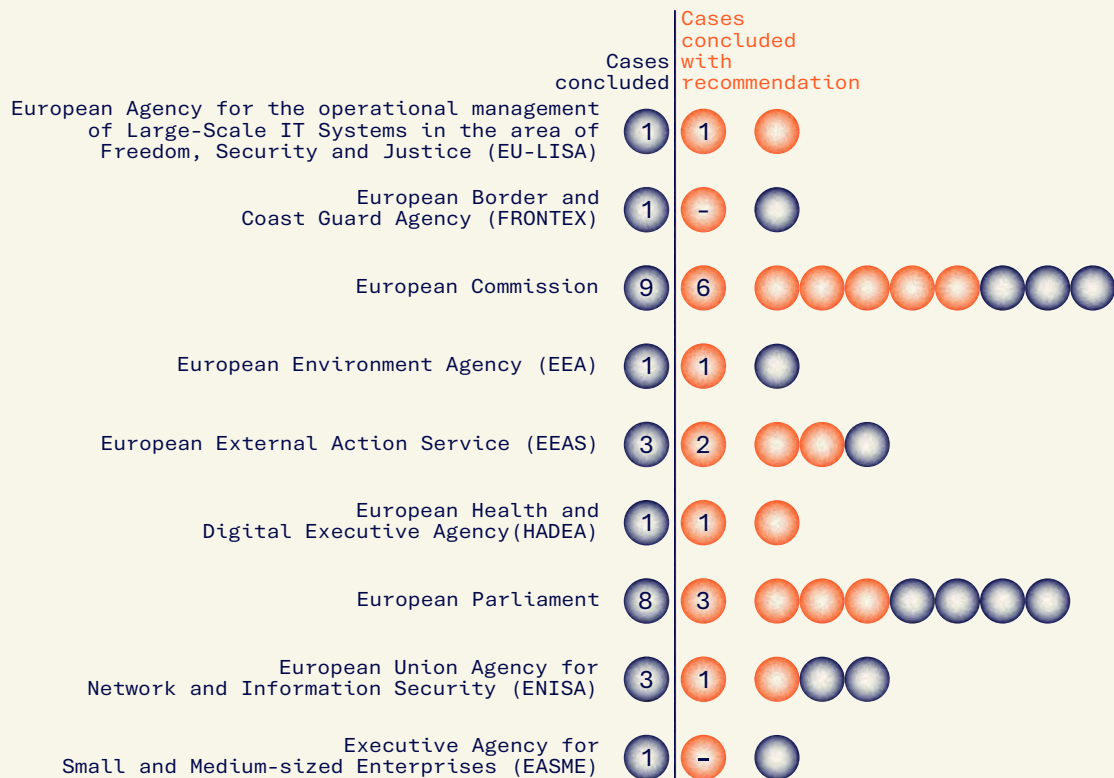 Cases
concluded
Cases
concluded
with
recommendation
European Agency for the operational management
of Large-Scale IT Systems in the area of
Freedom, Security and Justice (EU-LISA)
1
1
European Border and
Coast Guard Agency (FRONTEX)
1
-
European Commission
9
6
European Environment Agency (EEA)
1
1
European External Action Service (EEAS)
3
2
European Health and
Digital Executive Agency(HADEA)
1
1
European Parliament
8
3
European Union Agency for
Network and Information Security (ENISA)
3
1
Executive Agency for
Small and Medium-sized Enterprises (EASME)
1
-